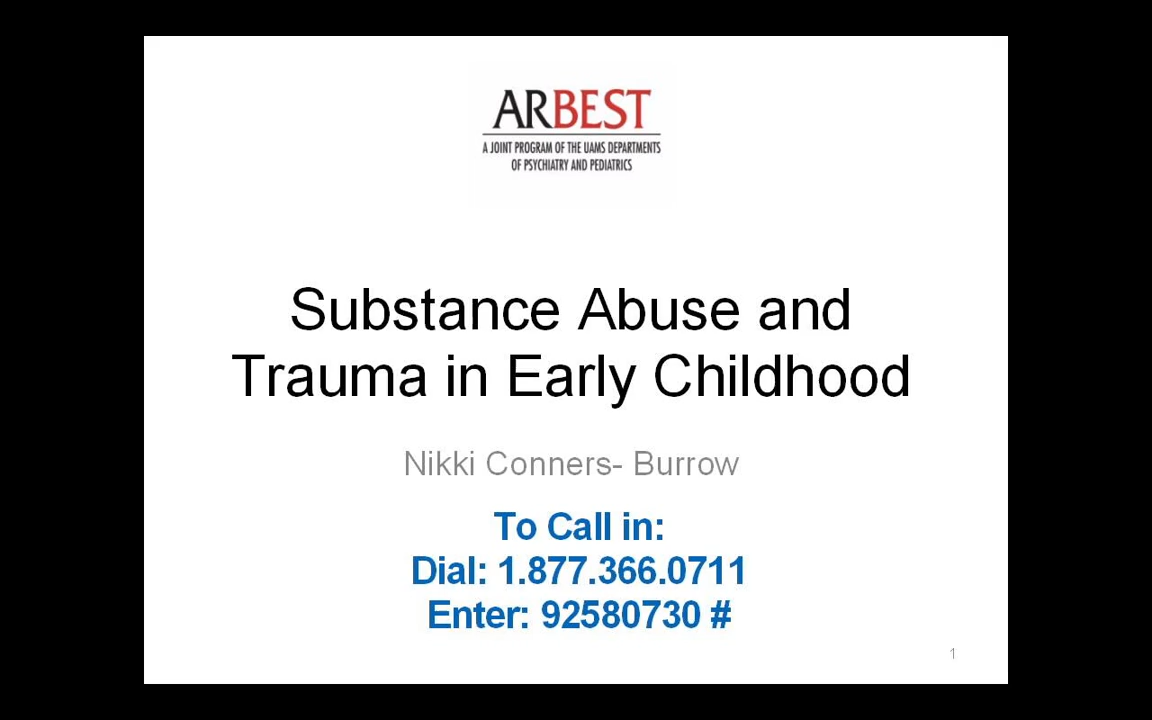 ARBEST
A JOINT PROGRAM OF THE UAMS DEPARTMENTS
OF PSYCHIATRY AND PEDIATRICS
Substance Abuse and
Trauma in Early Childhood
Nikki Conners- Burrow
To Call in:
Dial: 1.877.366.0711
Enter: 92580730 #
1